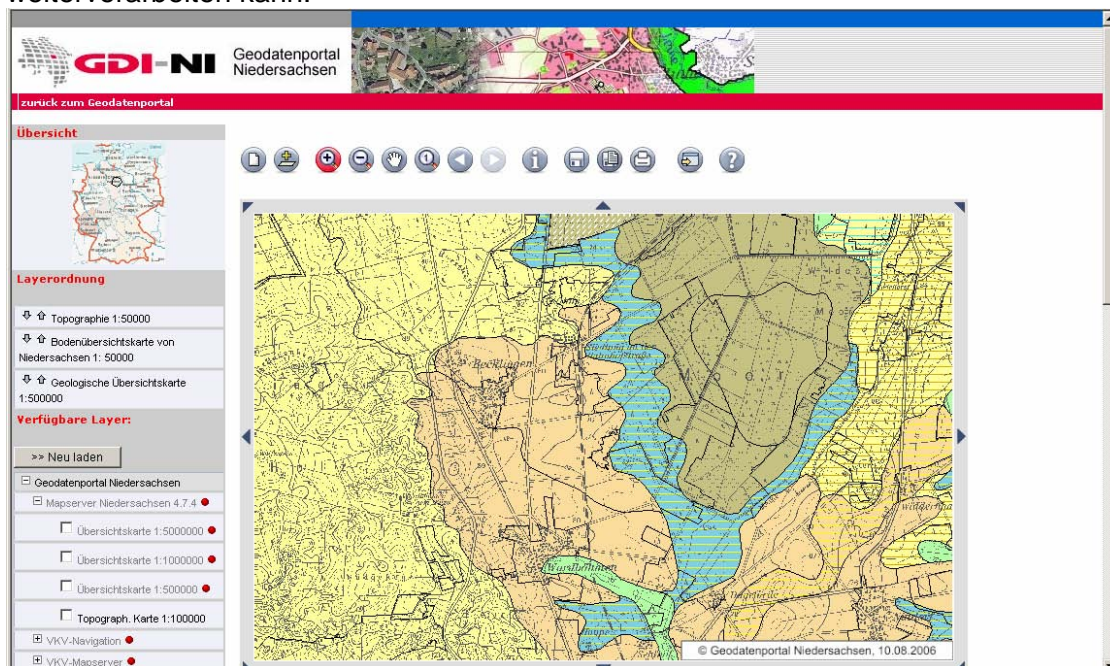 weiterverarbeiten kann.
GDI-NI
Geodatenportal
Niedersachsen
zurück zum Geodatenportal
Übersicht
Layerordnung
Topographie 1:50000
Bodenübersichtskarte von
Niedersachsen 1: 50000
Geologische Übersichtskarte
1:500000
Verfügbare Layer:
>> Neu laden
Geodatenportal Niedersachsen
Mapserver Niedersachsen 4.7.4
Übersichtskarte 1:5000000
Übersichtskarte 1:1000000
Übersichtskarte 1:500000
Topograph. Karte 1:100000
VKV-Navigation
VKV-Mapserver
Becklingen
Wardböhmen
© Geodatenportal Niedersachsen, 10.08.2006